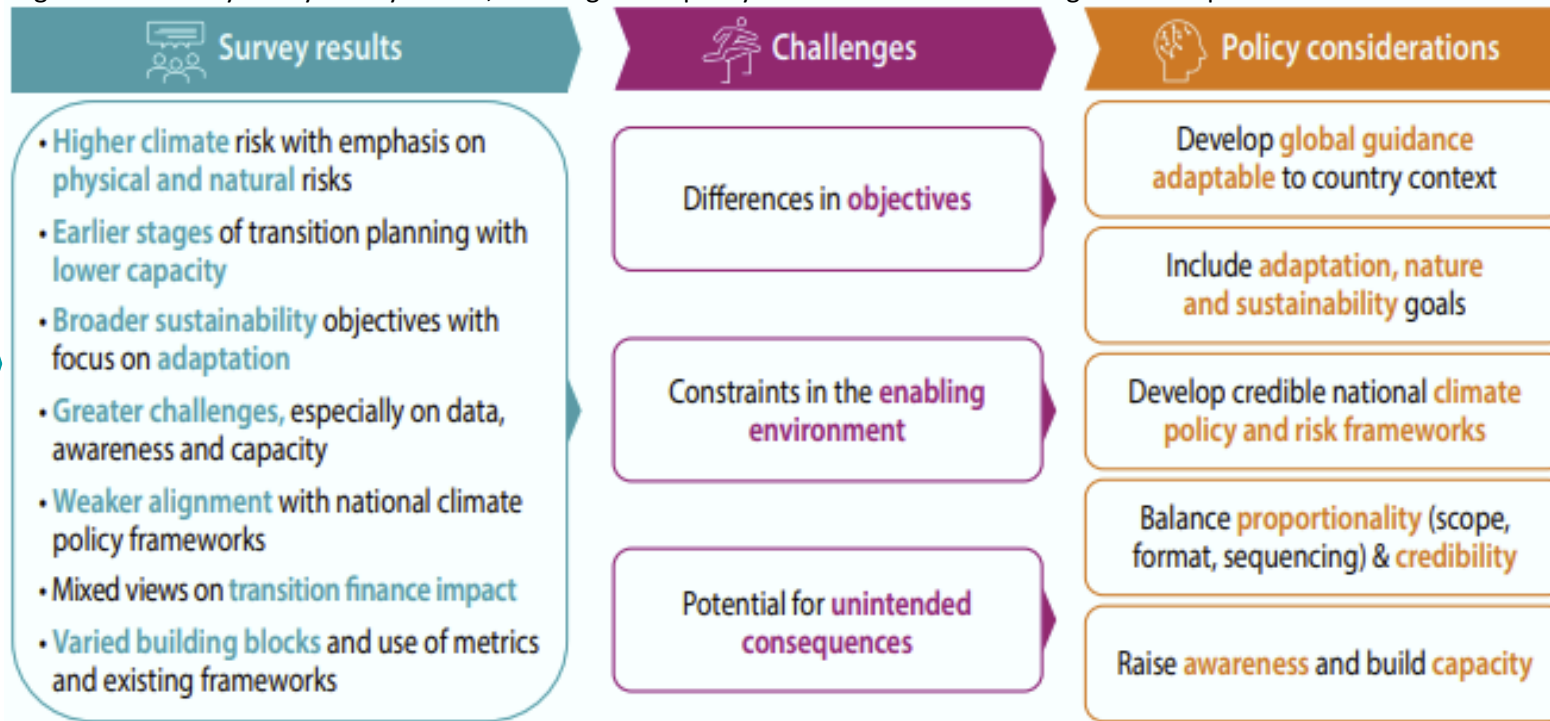 Survey results
• Higher climate risk with emphasis on
physical and natural risks
• Earlier stages of transition planning with
lower capacity
• Broader sustainability objectives with
focus on adaptation
• Greater challenges, especially on data,
awareness and capacity
• Weaker alignment with national climate
policy frameworks
• Mixed views on transition finance impact
• Varied building blocks and use of metrics
and existing frameworks
Challenges
Differences in objectives
Constraints in the enabling
environment
Potential for unintended
consequences
Policy considerations
Develop global guidance
adaptable to country context
Include adaptation, nature
and sustainability goals
Develop credible national climate
policy and risk frameworks
Balance proportionality (scope,
format, sequencing) & credibility
Raise awareness and build capacity